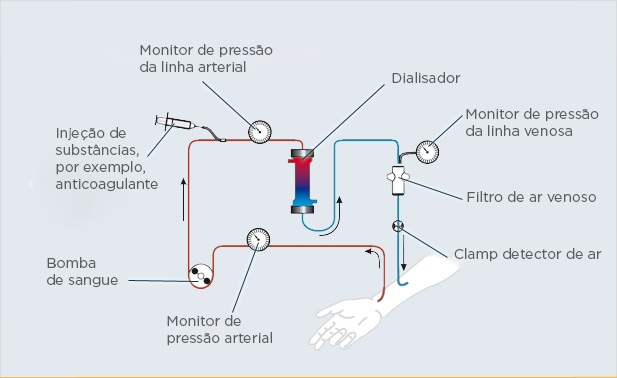 Monitor de pressão
da linha arterial
Dialisador
Monitor de pressão
da linha venosa
Injeção de
substâncias,
por exemplo,
anticoagulante
Filtro de ar venoso
Clamp detector de ar
Bomba
de sangue
Monitor de
pressão arterial